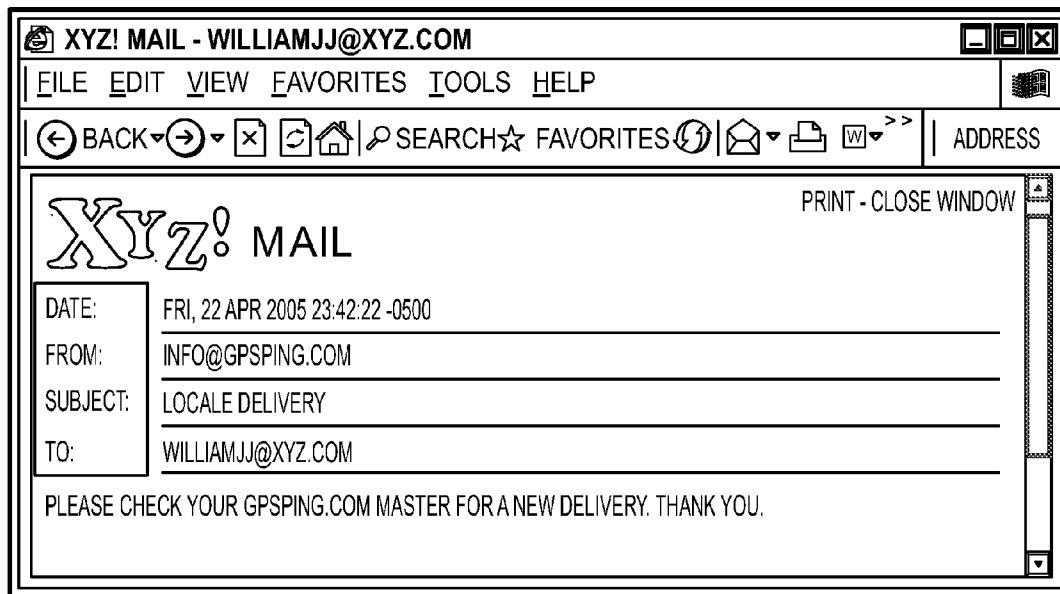 XYZ! MAIL - WILLIAMJJ@XYZ.COM
FILE EDIT VIEW FAVORITES TOOLS HELP
BACK SEARCH FAVORITES W >> ADDRESS
PRINT - CLOSE WINDOW
XYZ! MAIL
DATE: FRI, 22 APR 2005 23:42:22 -0500
FROM: INFO@GPSPING.COM
SUBJECT: LOCALE DELIVERY
TO: WILLIAMJJ@XYZ.COM
PLEASE CHECK YOUR GPSPING.COM MASTER FOR A NEW DELIVERY. THANK YOU.